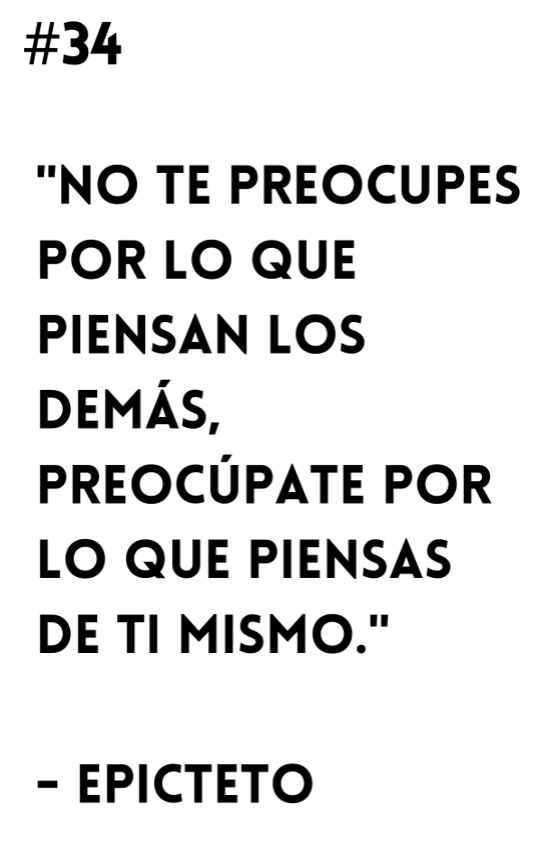 #34
"NO TE PREOCUPES
POR LO QUE
PIENSAN LOS
DEMÁS,
PREOCÚPATE POR
LO QUE PIENSAS
DE TI MISMO."
- EPICTETO